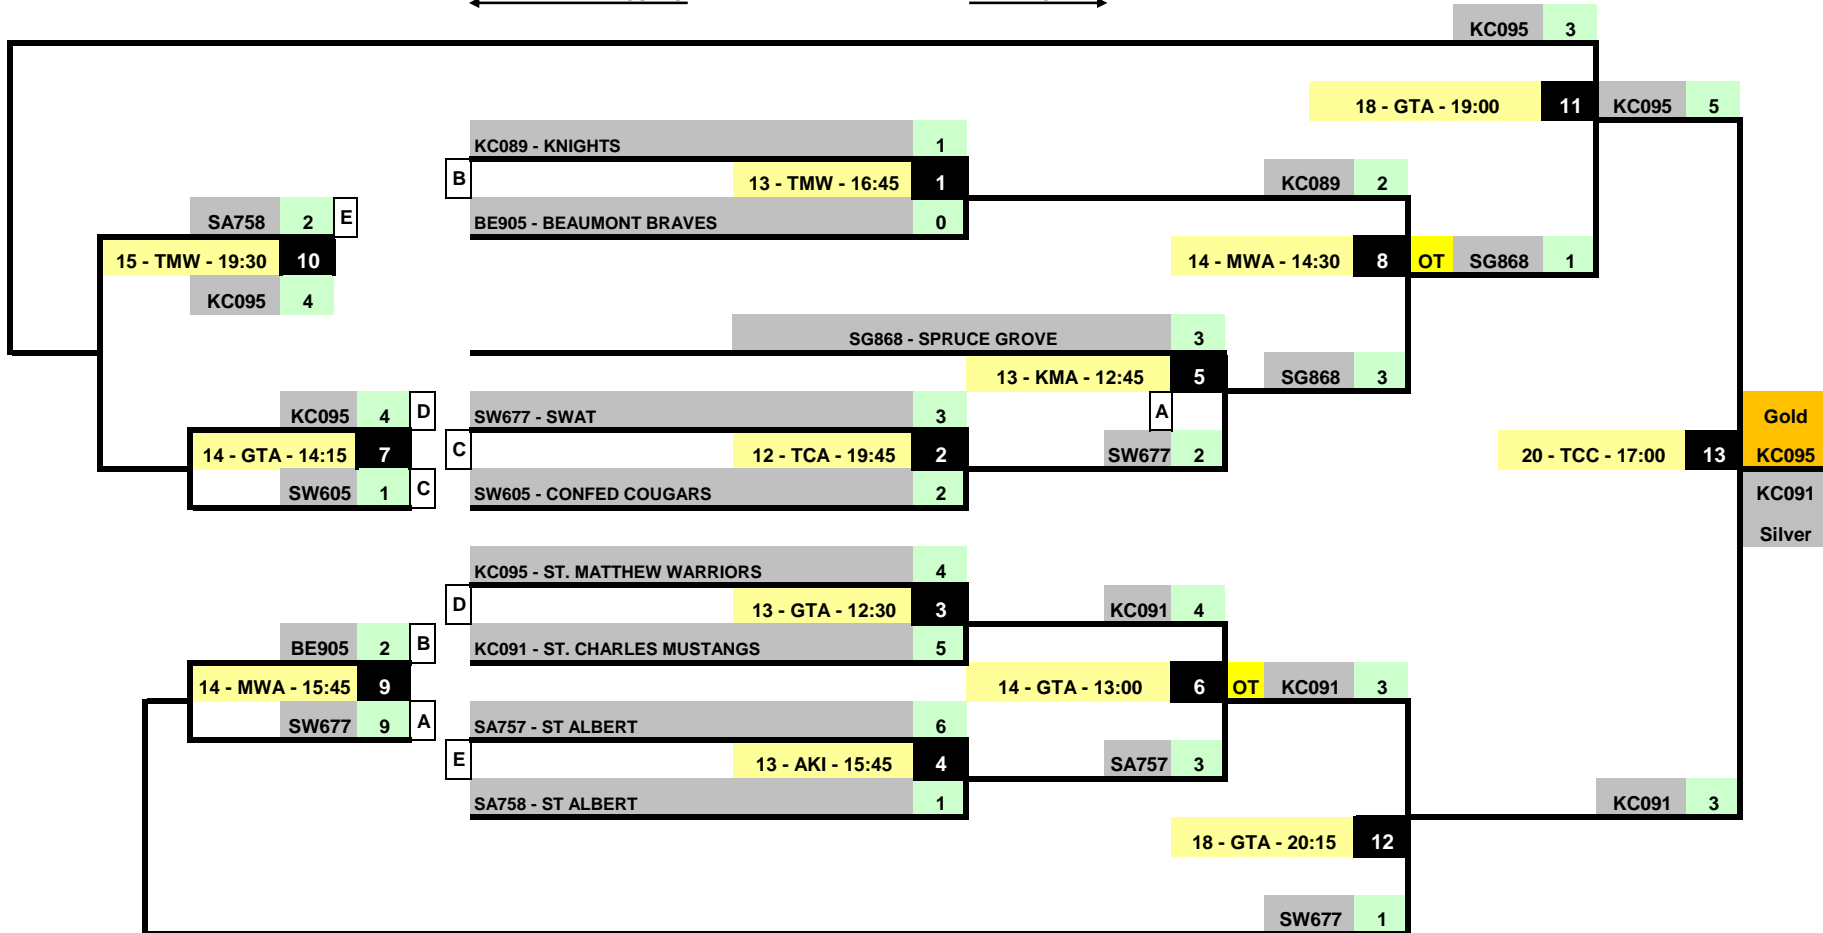 KC095 3
18 - GTA - 19:00 11 KC095 5
KC089 - KNIGHTS 1
B 13 - TMW - 16:45 1 KC089 2
SA758 2 E BE905 - BEAUMONT BRAVES 0
15 - TMW - 19:30 10 14 - MWA - 14:30 8 OT SG868 1
KC095 4
SG868 - SPRUCE GROVE 3
13 - KMA - 12:45 5 SG868 3
KC095 4 D SW677 - SWAT 3 A Gold
14 - GTA - 14:15 7 C 12 - TCA - 19:45 2 SW677 2 20 - TCC - 17:00 13 KC095
SW605 1 C SW605 - CONFED COUGARS 2 KC091
Silver
KC095 - ST. MATTHEW WARRIORS 4
D 13 - GTA - 12:30 3 KC091 4
BE905 2 B KC091 - ST. CHARLES MUSTANGS 5
14 - MWA - 15:45 9 14 - GTA - 13:00 6 OT KC091 3
SW677 9 A SA757 - ST ALBERT 6
E 13 - AKI - 15:45 4 SA757 3
SA758 - ST ALBERT 1 KC091 3
18 - GTA - 20:15 12
SW677 1